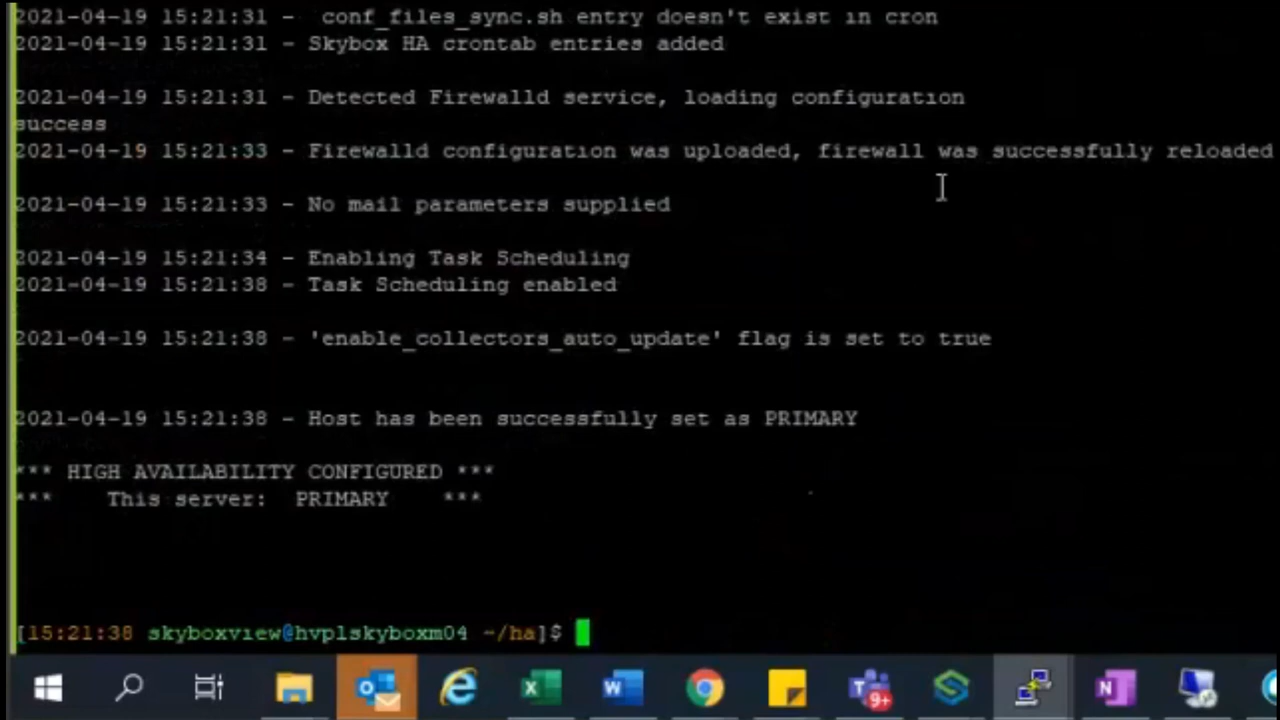 2021-04-19 15:21:31 - conf_files_sync.sh entry doesn't exist in cron
2021-04-19 15:21:31 - Skybox HA crontab entries added
2021-04-19 15:21:31 - Detected Firewalld service, loading configuration
success
2021-04-19 15:21:33 - Firewalld configuration was uploaded, firewall was successfully reloaded
2021-04-19 15:21:33 - No mail parameters supplied
2021-04-19 15:21:34 - Enabling Task Scheduling
2021-04-19 15:21:38 - Task Scheduling enabled
2021-04-19 15:21:38 - 'enable_collectors_auto_update' flag is set to true
2021-04-19 15:21:38 - Host has been successfully set as PRIMARY
*** HIGH AVAILABILITY CONFIGURED ***
*** This server: PRIMARY ***
[15:21:38 skyboxview@hvplskyboxm04 ~/ha]$
9+